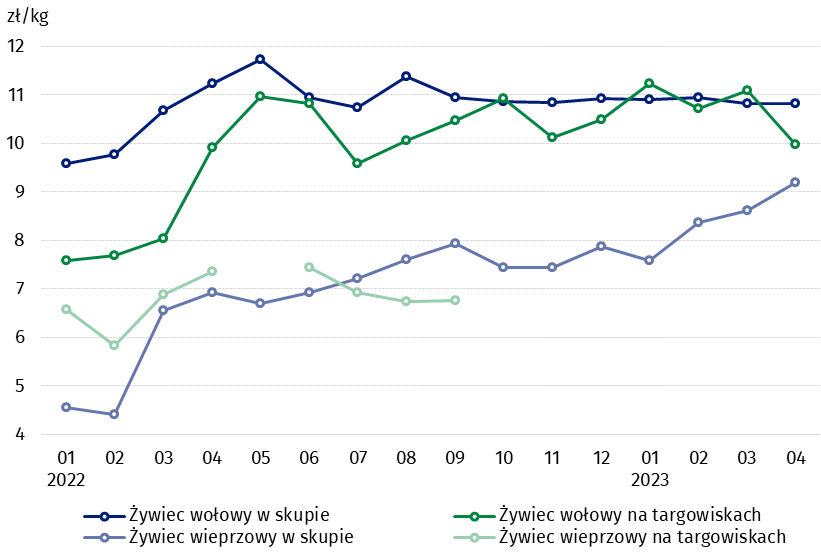 zł/kg
12
11
10
9
8
7
6
5
4
01 02 03 04 05 06 07 08 09 10 11 12 01 02 03 04
2022 2023
Żywiec wołowy w skupie Żywiec wołowy na targowiskach
Żywiec wieprzowy w skupie Żywiec wieprzowy na targowiskach